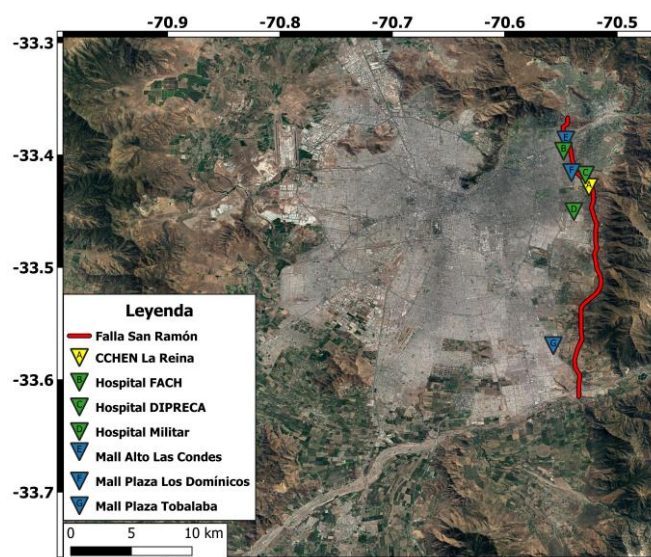 -70.9 -70.8 -70.7 -70.6 -70.5
-33.3
-33.4
E
B
F
C
A
D
-33.5
G
Leyenda
Falla San Ramón
A CCHEN La Reina
B Hospital FACH
-33.6
C Hospital DIPRECA
D Hospital Militar
E Mall Alto Las Condes
F Mall Plaza Los Domínicos
-33.7
G Mall Plaza Tobalaba
0 5 10 km